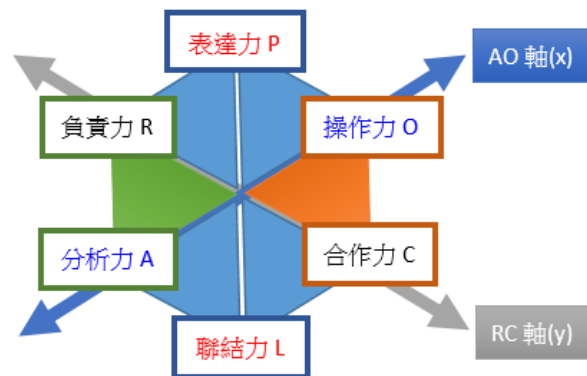 表達力 P
AO 軸(x)
負責力 R
操作力 O
分析力 A
合作力 C
聯結力 L
RC 軸(y)